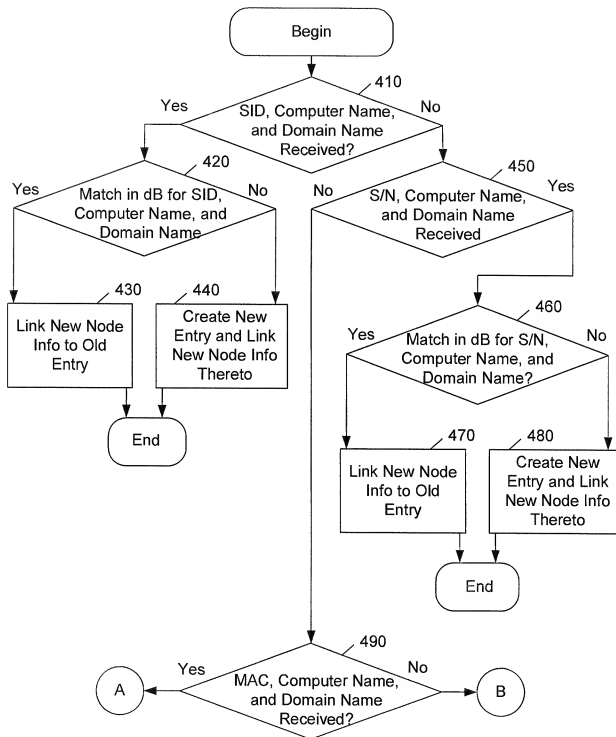 Begin
410
Yes
SID, Computer Name,
and Domain Name
Received?
No
420
Yes
Match in dB for SID,
Computer Name, and
Domain Name
No
450
No
S/N, Computer Name,
and Domain Name
Received
Yes
430
Link New Node
Info to Old
Entry
440
Create New
Entry and Link
New Node Info
Thereto
End
460
Yes
Match in dB for S/N,
Computer Name, and
Domain Name?
No
470
Link New Node
Info to Old
Entry
480
Create New
Entry and Link
New Node Info
Thereto
End
490
Yes
MAC, Computer Name,
and Domain Name
Received?
No
A
B